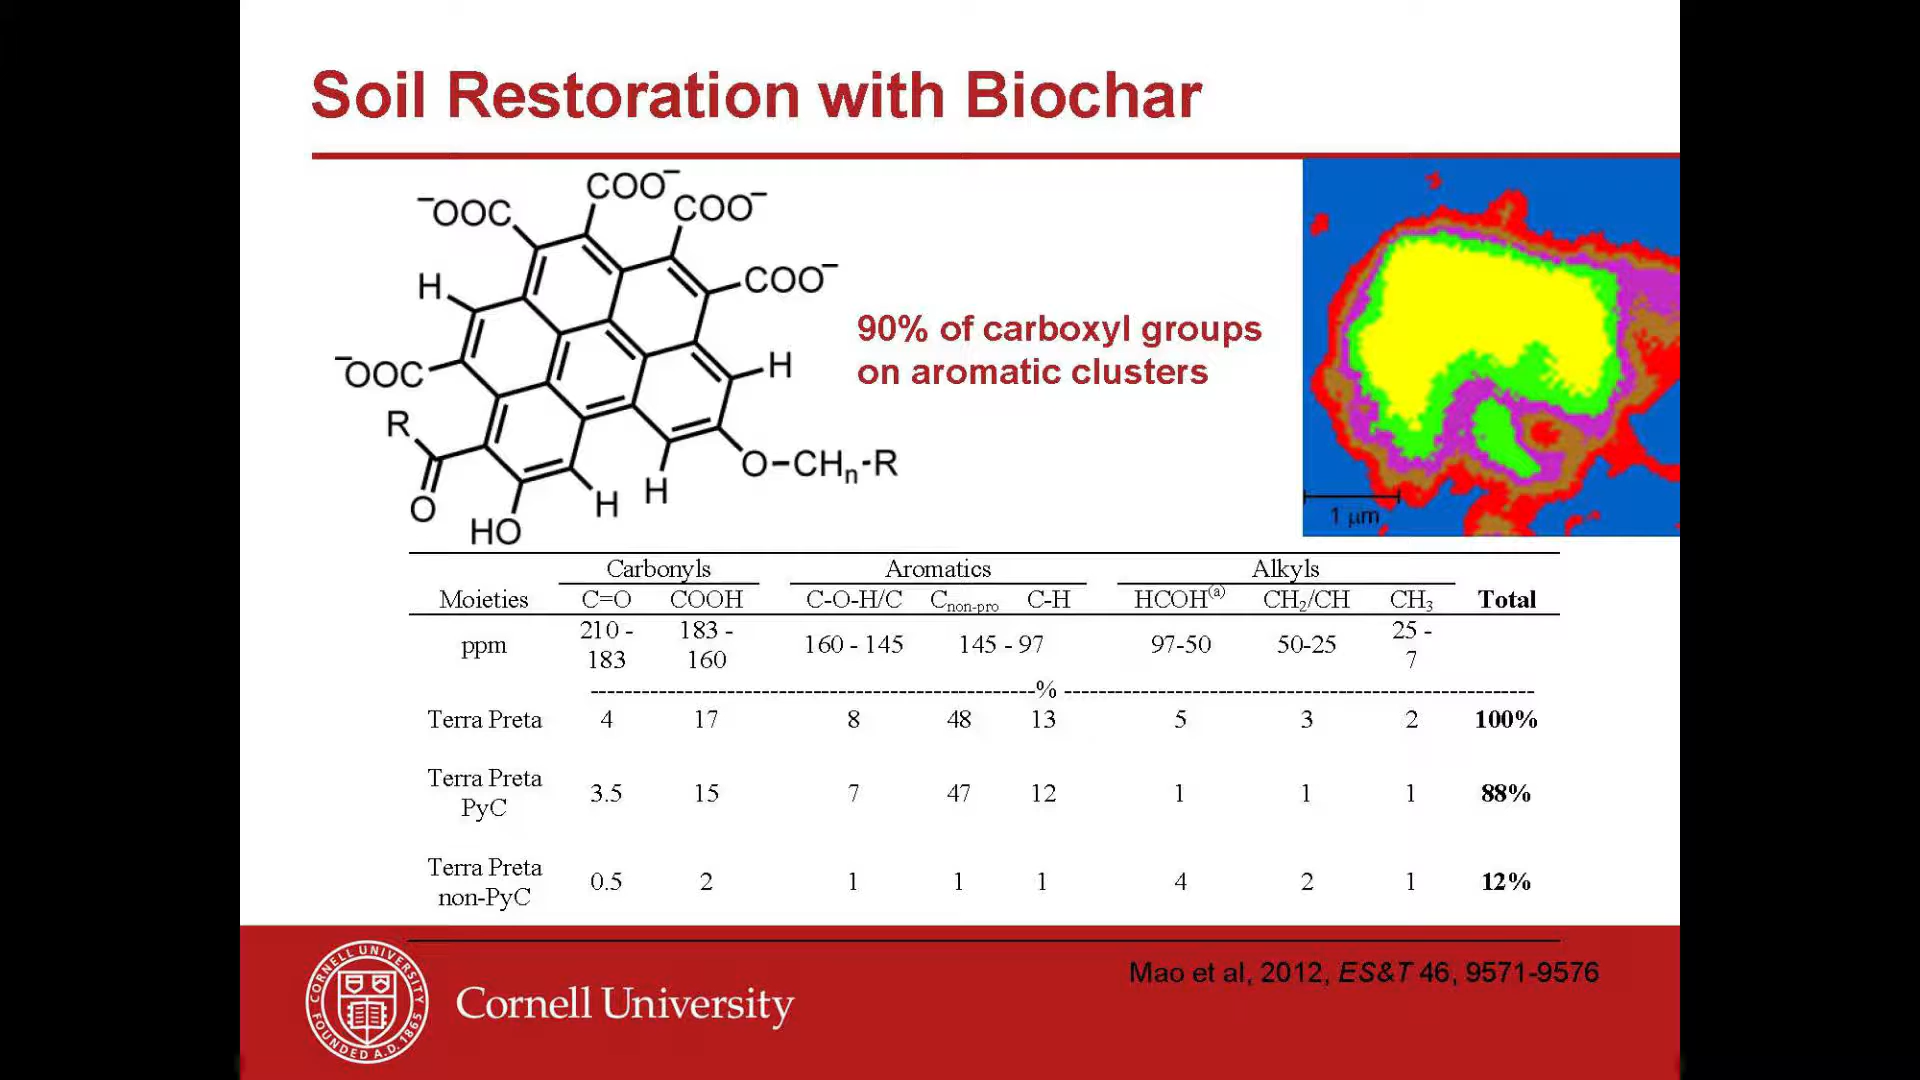 Soil Restoration with Biochar
⁻OOC
COO⁻
COO⁻
COO⁻
H
⁻OOC
H
R
O
HO
H
H
O–CHₙ-R
90% of carboxyl groups
on aromatic clusters
1 µm
Carbonyls Aromatics Alkyls
Moieties C=O COOH C-O-H/C Cnon-pro C-H HCOH(a) CH₂/CH CH₃ Total
ppm 210 - 183 183 - 160 160 - 145 145 - 97 97-50 50-25 25 - 7
%
Terra Preta 4 17 8 48 13 5 3 2 100%
Terra Preta PyC 3.5 15 7 47 12 1 1 1 88%
Terra Preta non-PyC 0.5 2 1 1 1 4 2 1 12%
Mao et al, 2012, ES&T 46, 9571-9576
CORNELL UNIVERSITY
FOUNDED A.D. 1865
Cornell University